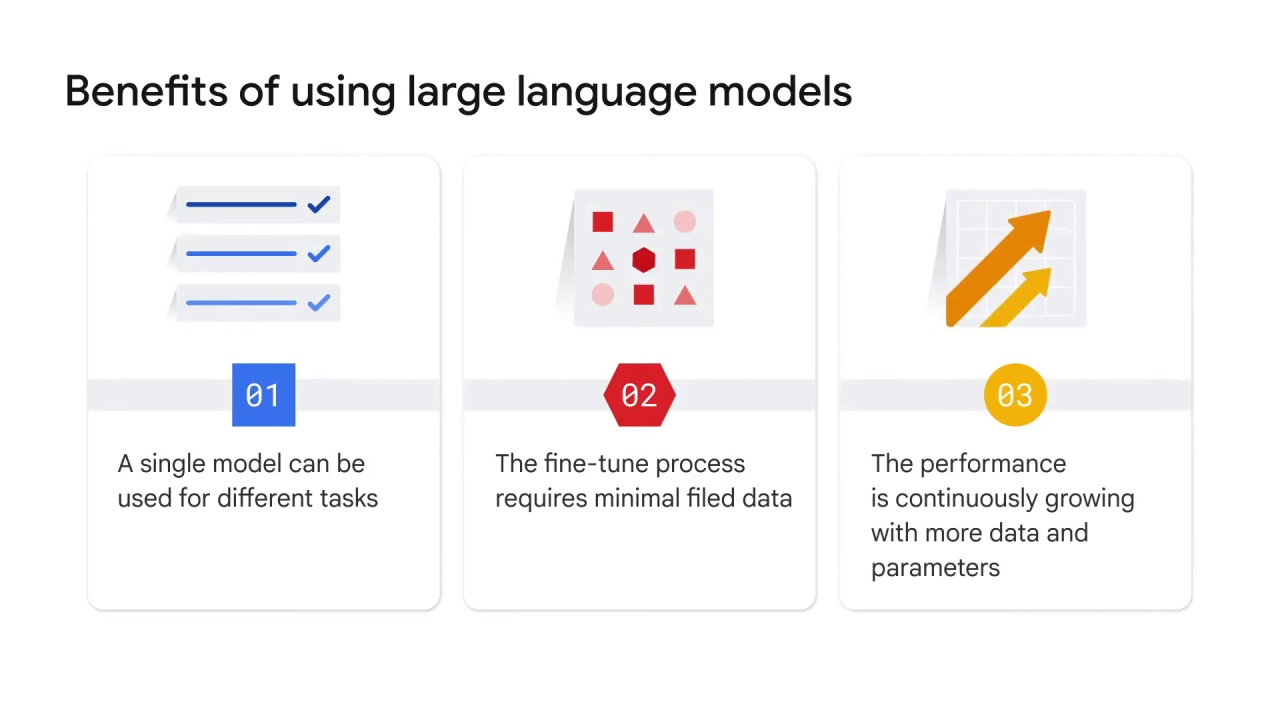 Benefits of using large language models
01
A single model can be
used for different tasks
02
The fine-tune process
requires minimal filed data
03
The performance
is continuously growing
with more data and
parameters